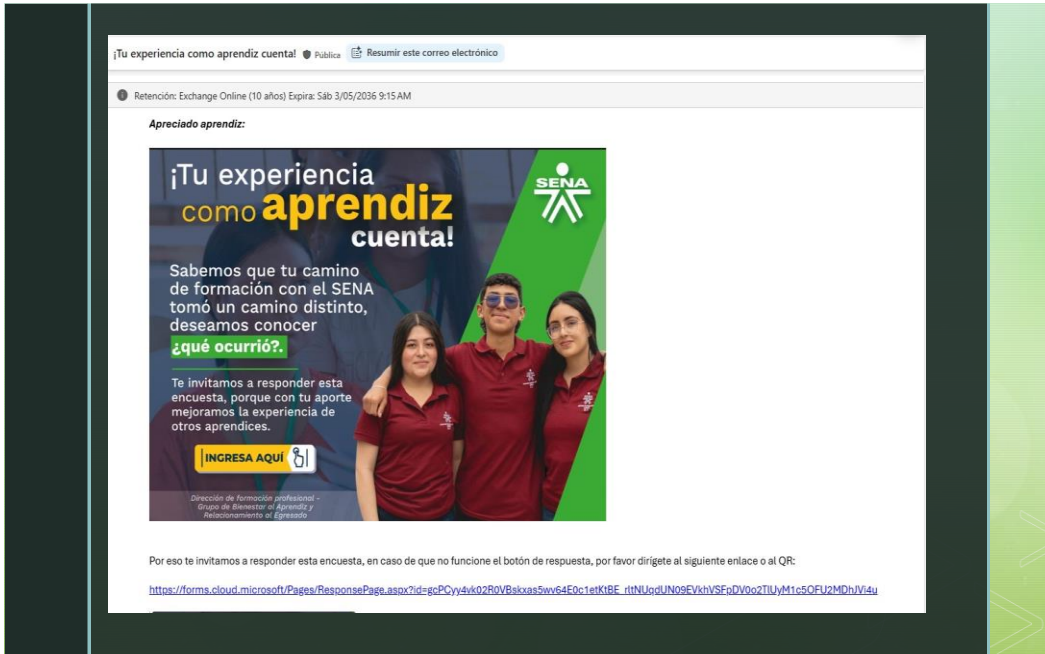 ¡Tu experiencia como aprendiz cuenta! Pública Resumir este correo electrónico
Retención: Exchange Online (10 años) Expira: Sáb 3/05/2036 9:15 AM
Apreciado aprendiz:
¡Tu experiencia
como aprendiz
cuenta!
SENA
Sabemos que tu camino
de formación con el SENA
tomó un camino distinto,
deseamos conocer
¿qué ocurrió?.
Te invitamos a responder esta
encuesta, porque con tu aporte
mejoramos la experiencia de
otros aprendices.
INGRESA AQUÍ
Dirección de formación profesional –
Grupo de Bienestar al Aprendiz y
Relacionamiento al Egresado
Por eso te invitamos a responder esta encuesta, en caso de que no funcione el botón de respuesta, por favor dirígete al siguiente enlace o al QR:
https://forms.cloud.microsoft/Pages/ResponsePage.aspx?id=gcPCyy4vk02R0VBskxas5wv64E0c1etKtBE_rltNUqdUN09EVkhVSFpDV0o2TlUyM1c5OFU2MDhJVi4u